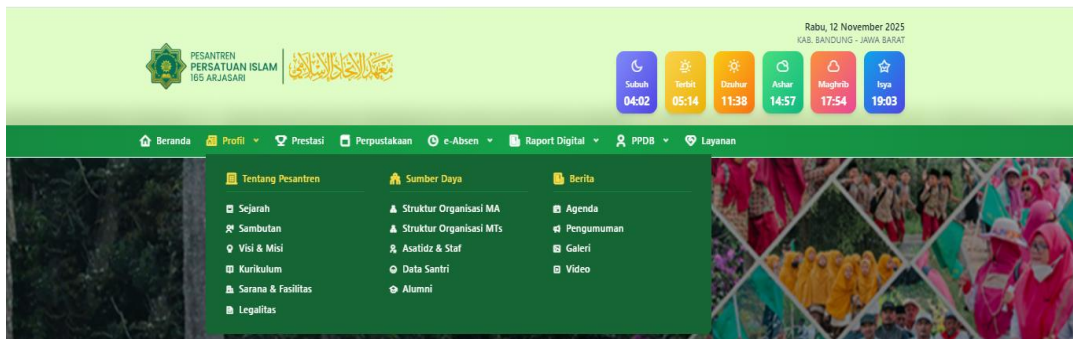 Rabu, 12 November 2025
KAB. BANDUNG - JAWA BARAT
PESANTREN
PERSATUAN ISLAM
165 ARJASARI
Subuh
04:02
Terbit
05:14
Dzuhur
11:38
Ashar
14:57
Maghrib
17:54
Isya
19:03
Beranda Profil Prestasi Perpustakaan e-Absen Raport Digital PPDB Layanan
Tentang Pesantren
Sejarah
Sambutan
Visi & Misi
Kurikulum
Sarana & Fasilitas
Legalitas
Sumber Daya
Struktur Organisasi MA
Struktur Organisasi MTs
Asatidz & Staf
Data Santri
Alumni
Berita
Agenda
Pengumuman
Galeri
Video